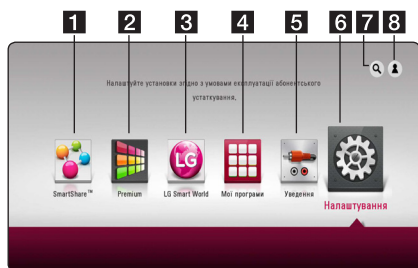 1 2 3 4 5 6 7 8
Налаштуйте установки згідно з умовами експлуатації абонентського
устаткування.
LG
SmartShare™ Premium LG Smart World Мої програми Уведення
Налаштування